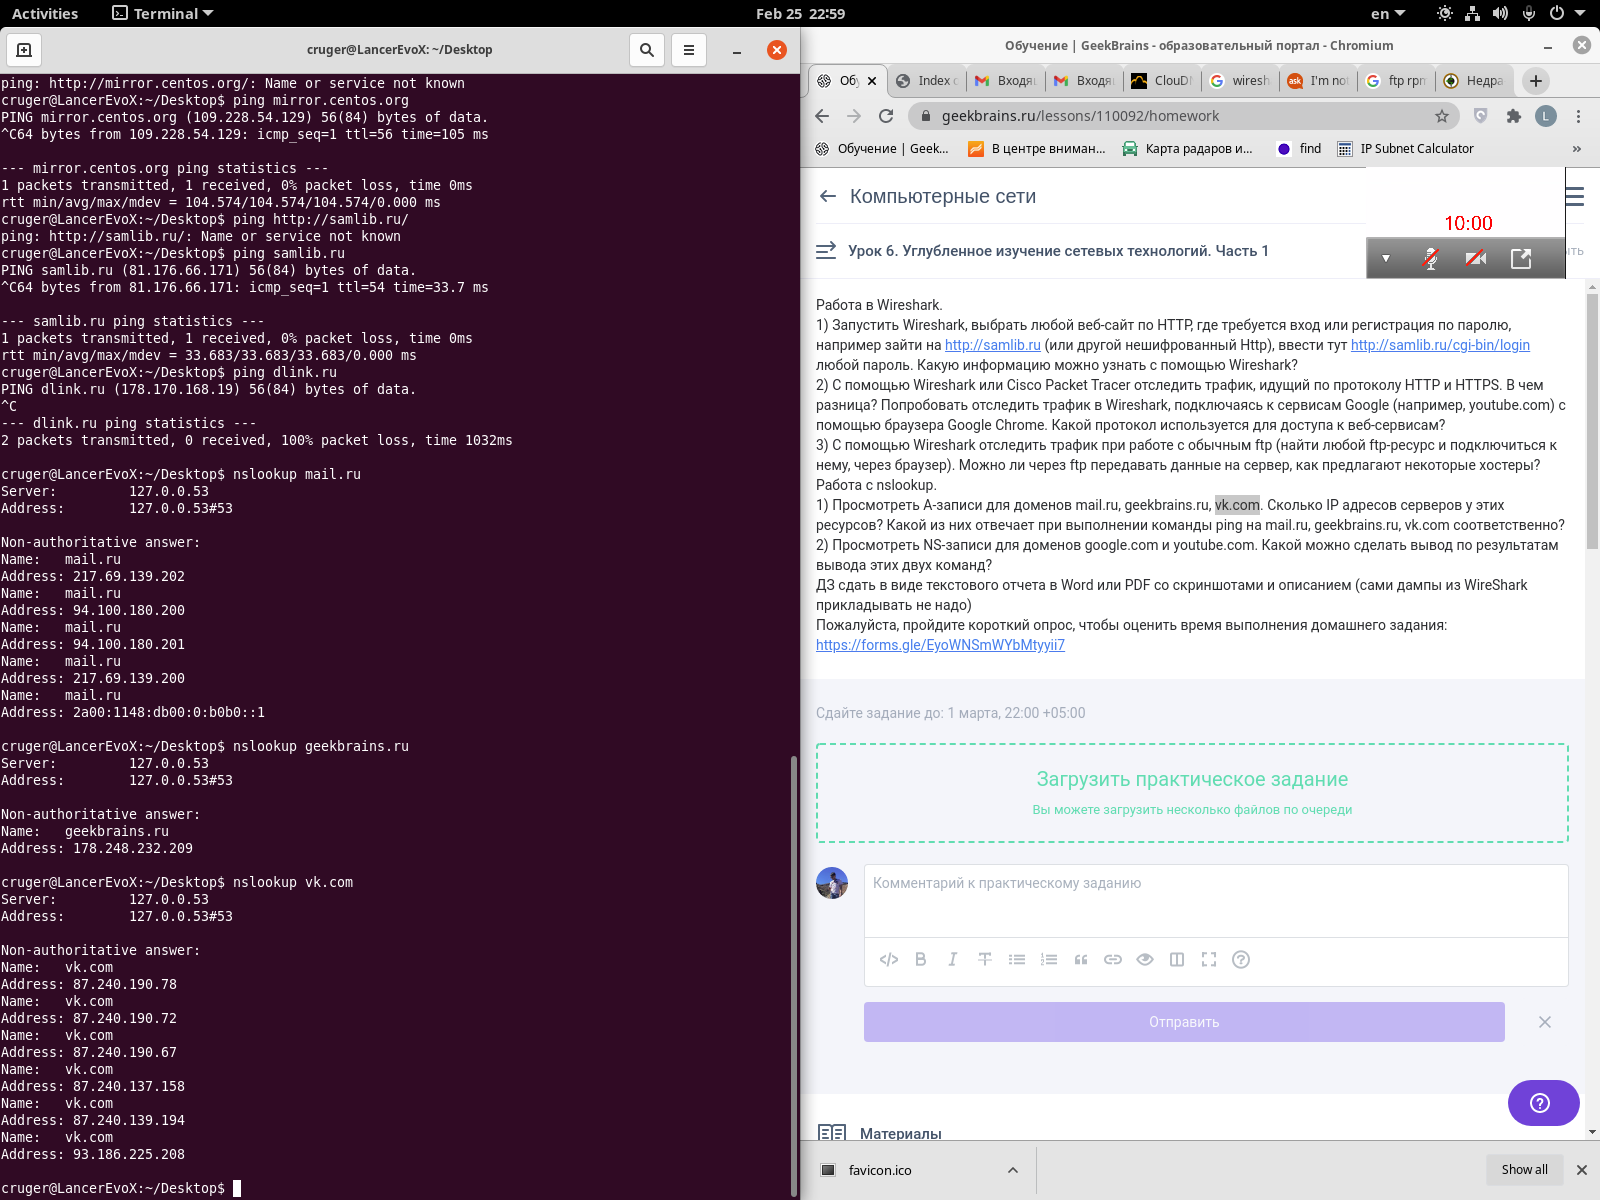 Activities
Terminal
Feb 25 22:59
en
cruger@LancerEvoX: ~/Desktop
ping: http://mirror.centos.org/: Name or service not known
cruger@LancerEvoX:~/Desktop$ ping mirror.centos.org
PING mirror.centos.org (109.228.54.129) 56(84) bytes of data.
^C64 bytes from 109.228.54.129: icmp_seq=1 ttl=56 time=105 ms
--- mirror.centos.org ping statistics ---
1 packets transmitted, 1 received, 0% packet loss, time 0ms
rtt min/avg/max/mdev = 104.574/104.574/104.574/0.000 ms
cruger@LancerEvoX:~/Desktop$ ping http://samlib.ru/
ping: http://samlib.ru/: Name or service not known
cruger@LancerEvoX:~/Desktop$ ping samlib.ru
PING samlib.ru (81.176.66.171) 56(84) bytes of data.
^C64 bytes from 81.176.66.171: icmp_seq=1 ttl=54 time=33.7 ms
--- samlib.ru ping statistics ---
1 packets transmitted, 1 received, 0% packet loss, time 0ms
rtt min/avg/max/mdev = 33.683/33.683/33.683/0.000 ms
cruger@LancerEvoX:~/Desktop$ ping dlink.ru
PING dlink.ru (178.170.168.19) 56(84) bytes of data.
^C
--- dlink.ru ping statistics ---
2 packets transmitted, 0 received, 100% packet loss, time 1032ms
cruger@LancerEvoX:~/Desktop$ nslookup mail.ru
Server: 127.0.0.53
Address: 127.0.0.53#53
Non-authoritative answer:
Name: mail.ru
Address: 217.69.139.202
Name: mail.ru
Address: 94.100.180.200
Name: mail.ru
Address: 94.100.180.201
Name: mail.ru
Address: 217.69.139.200
Name: mail.ru
Address: 2a00:1148:db00:0:b0b0::1
cruger@LancerEvoX:~/Desktop$ nslookup geekbrains.ru
Server: 127.0.0.53
Address: 127.0.0.53#53
Non-authoritative answer:
Name: geekbrains.ru
Address: 178.248.232.209
cruger@LancerEvoX:~/Desktop$ nslookup vk.com
Server: 127.0.0.53
Address: 127.0.0.53#53
Non-authoritative answer:
Name: vk.com
Address: 87.240.190.78
Name: vk.com
Address: 87.240.190.72
Name: vk.com
Address: 87.240.190.67
Name: vk.com
Address: 87.240.137.158
Name: vk.com
Address: 87.240.139.194
Name: vk.com
Address: 93.186.225.208
cruger@LancerEvoX:~/Desktop$
Обучение | GeekBrains - образовательный портал - Chromium
Обу Index Входящ Входящ ClouDN wiresh I'm no ftp rpm Недра
geekbrains.ru/lessons/110092/homework
L
Обучение | Geek... В центре вниман... Карта радаров и... find IP Subnet Calculator »
Компьютерные сети
10:00
Урок 6. Углубленное изучение сетевых технологий. Часть 1
ть
Работа в Wireshark.
1) Запустить Wireshark, выбрать любой веб-сайт по HTTP, где требуется вход или регистрация по паролю,
например зайти на http://samlib.ru (или другой нешифрованный Http), ввести тут http://samlib.ru/cgi-bin/login
любой пароль. Какую информацию можно узнать с помощью Wireshark?
2) С помощью Wireshark или Cisco Packet Tracer отследить трафик, идущий по протоколу HTTP и HTTPS. В чем
разница? Попробовать отследить трафик в Wireshark, подключаясь к сервисам Google (например, youtube.com) с
помощью браузера Google Chrome. Какой протокол используется для доступа к веб-сервисам?
3) С помощью Wireshark отследить трафик при работе с обычным ftp (найти любой ftp-ресурс и подключиться к
нему, через браузер). Можно ли через ftp передавать данные на сервер, как предлагают некоторые хостеры?
Работа с nslookup.
1) Просмотреть А-записи для доменов mail.ru, geekbrains.ru, vk.com. Сколько IP адресов серверов у этих
ресурсов? Какой из них отвечает при выполнении команды ping на mail.ru, geekbrains.ru, vk.com соответственно?
2) Просмотреть NS-записи для доменов google.com и youtube.com. Какой можно сделать вывод по результатам
вывода этих двух команд?
ДЗ сдать в виде текстового отчета в Word или PDF со скриншотами и описанием (сами дампы из WireShark
прикладывать не надо)
Пожалуйста, пройдите короткий опрос, чтобы оценить время выполнения домашнего задания:
https://forms.gle/EyoWNSmWYbMtyyii7
Сдайте задание до: 1 марта, 22:00 +05:00
Загрузить практическое задание
Вы можете загрузить несколько файлов по очереди
Комментарий к практическому заданию
Отправить
Материалы
favicon.ico
Show all